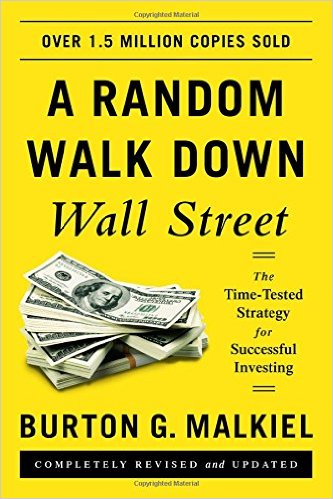 OVER 1.5 MILLION COPIES SOLD
A RANDOM
WALK DOWN
Wall Street
The
Time-Tested
Strategy
for
Successful
Investing
BURTON G. MALKIEL
COMPLETELY REVISED and UPDATED